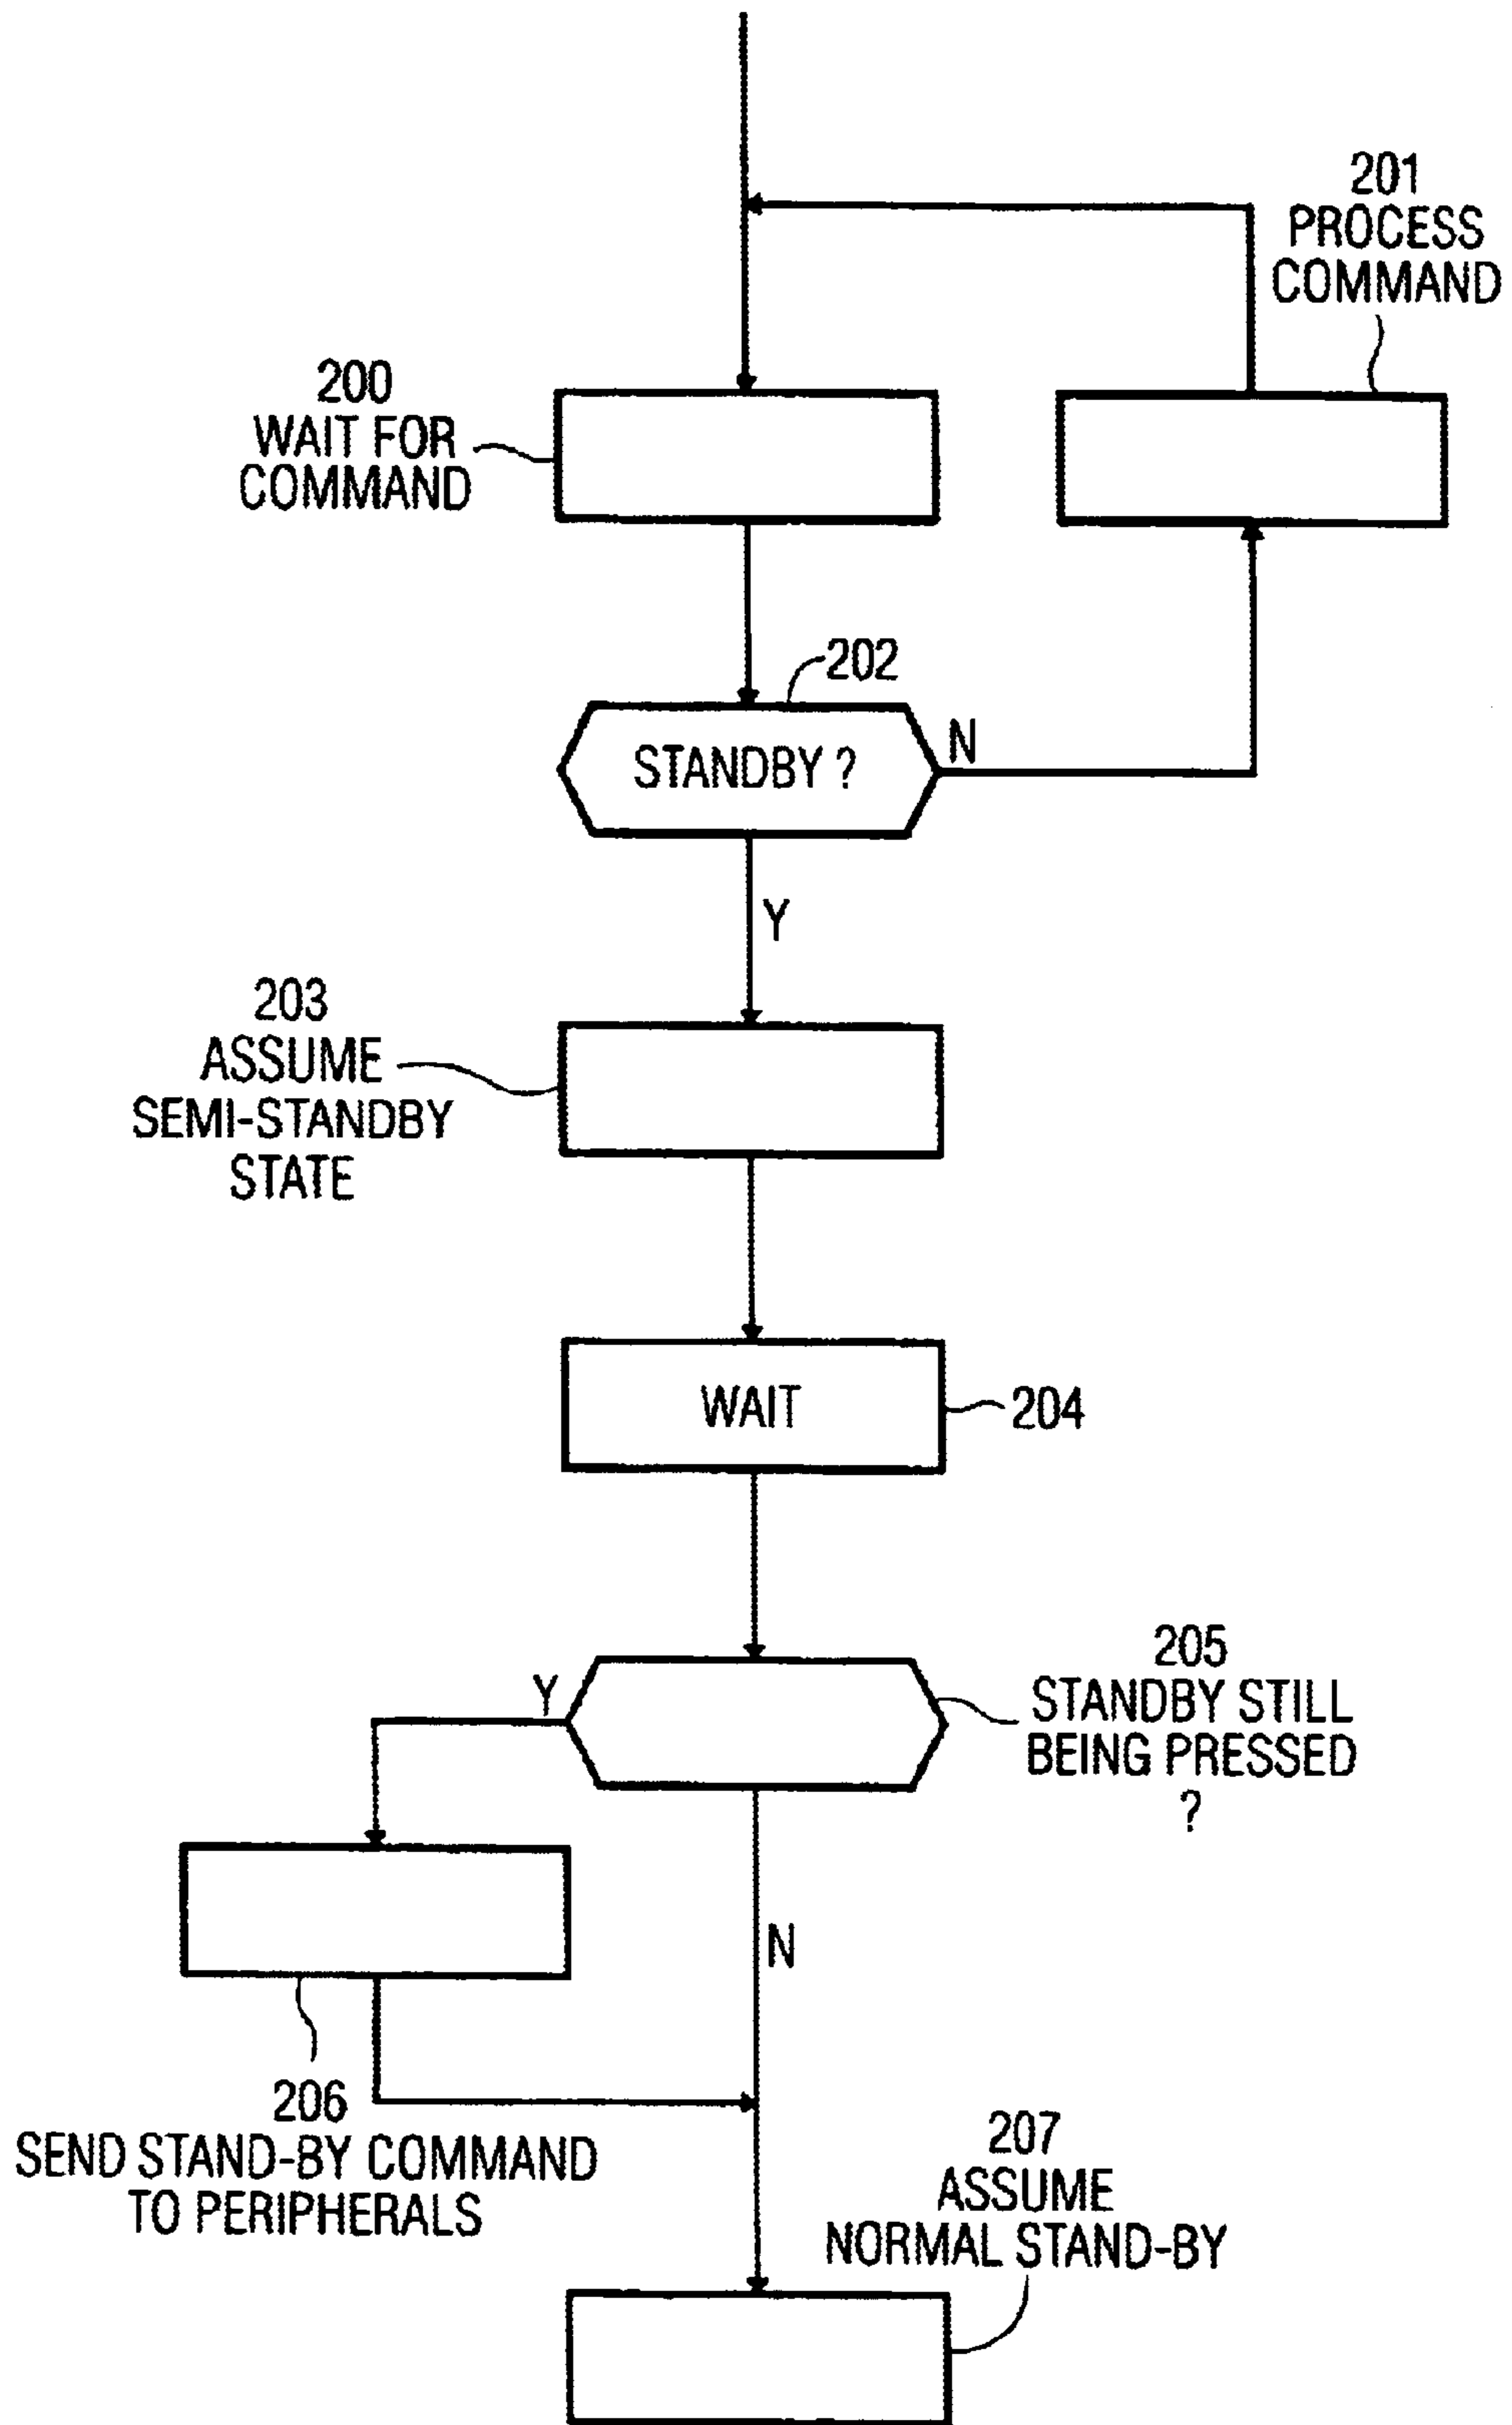 201
PROCESS
COMMAND
200
WAIT FOR
COMMAND
202
STANDBY ?
N
Y
203
ASSUME
SEMI-STANDBY
STATE
WAIT
204
205
STANDBY STILL
BEING PRESSED
?
Y
N
206
SEND STAND-BY COMMAND
TO PERIPHERALS
207
ASSUME
NORMAL STAND-BY